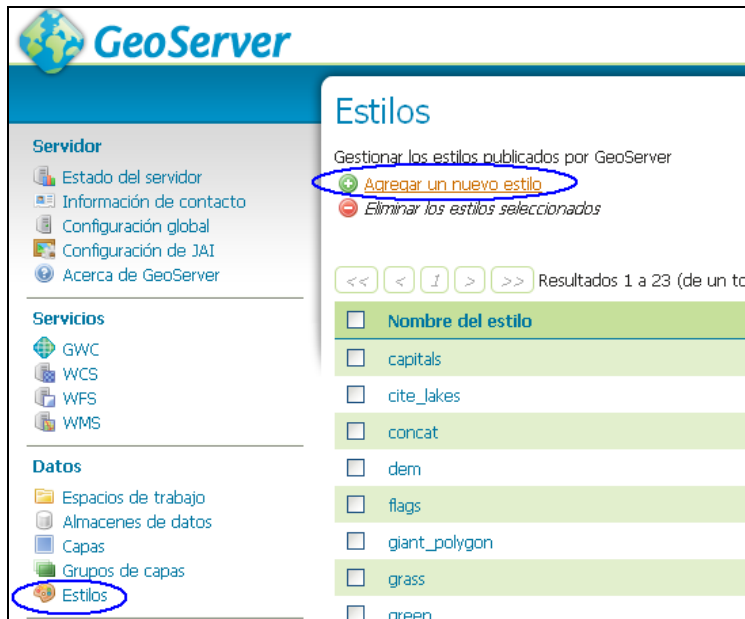 GeoServer
Servidor
Estado del servidor
Información de contacto
Configuración global
Configuración de JAI
Acerca de GeoServer
Servicios
GWC
WCS
WFS
WMS
Datos
Espacios de trabajo
Almacenes de datos
Capas
Grupos de capas
Estilos
Estilos
Gestionar los estilos publicados por GeoServer
Agregar un nuevo estilo
Eliminar los estilos seleccionados
<< < 1 > >> Resultados 1 a 23 (de un to
Nombre del estilo
capitals
cite_lakes
concat
dem
flags
giant_polygon
grass
green